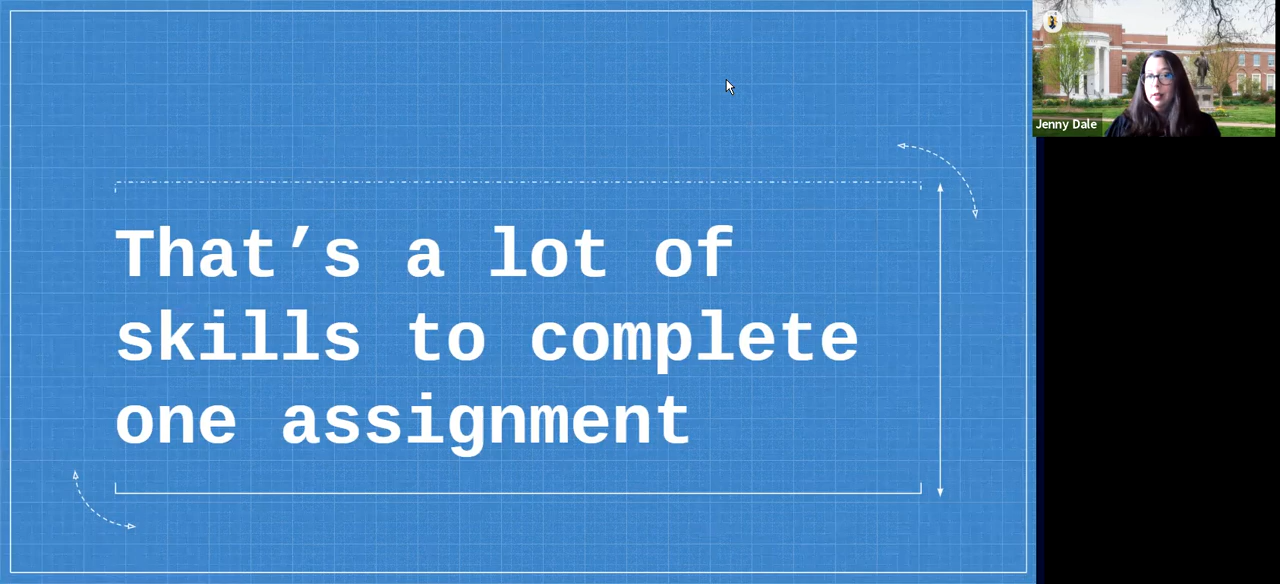 That’s a lot of
skills to complete
one assignment
Jenny Dale